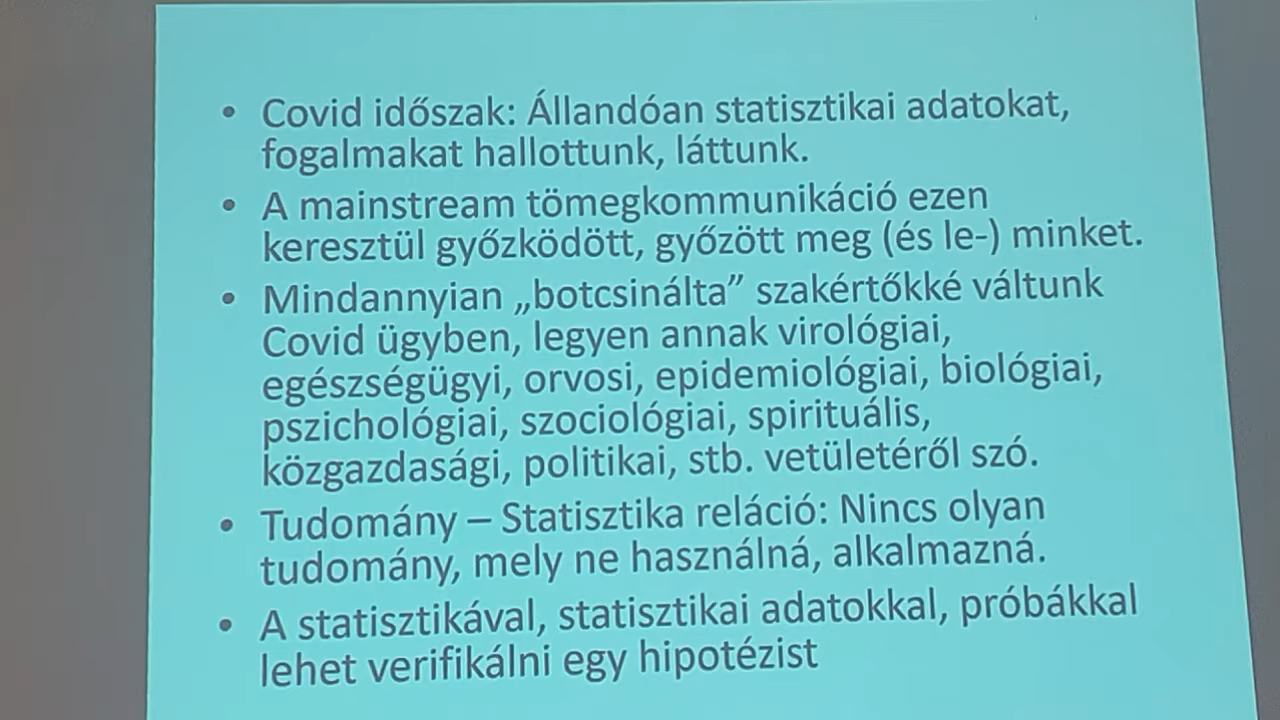 • Covid időszak: Állandóan statisztikai adatokat,
fogalmakat hallottunk, láttunk.
• A mainstream tömegkommunikáció ezen
keresztül győzködött, győzött meg (és le-) minket.
• Mindannyian „botcsinálta” szakértőkké váltunk
Covid ügyben, legyen annak virológiai,
egészségügyi, orvosi, epidemiológiai, biológiai,
pszichológiai, szociológiai, spirituális,
közgazdasági, politikai, stb. vetületéről szó.
• Tudomány – Statisztika reláció: Nincs olyan
tudomány, mely ne használná, alkalmazná.
• A statisztikával, statisztikai adatokkal, próbákkal
lehet verifikálni egy hipotézist